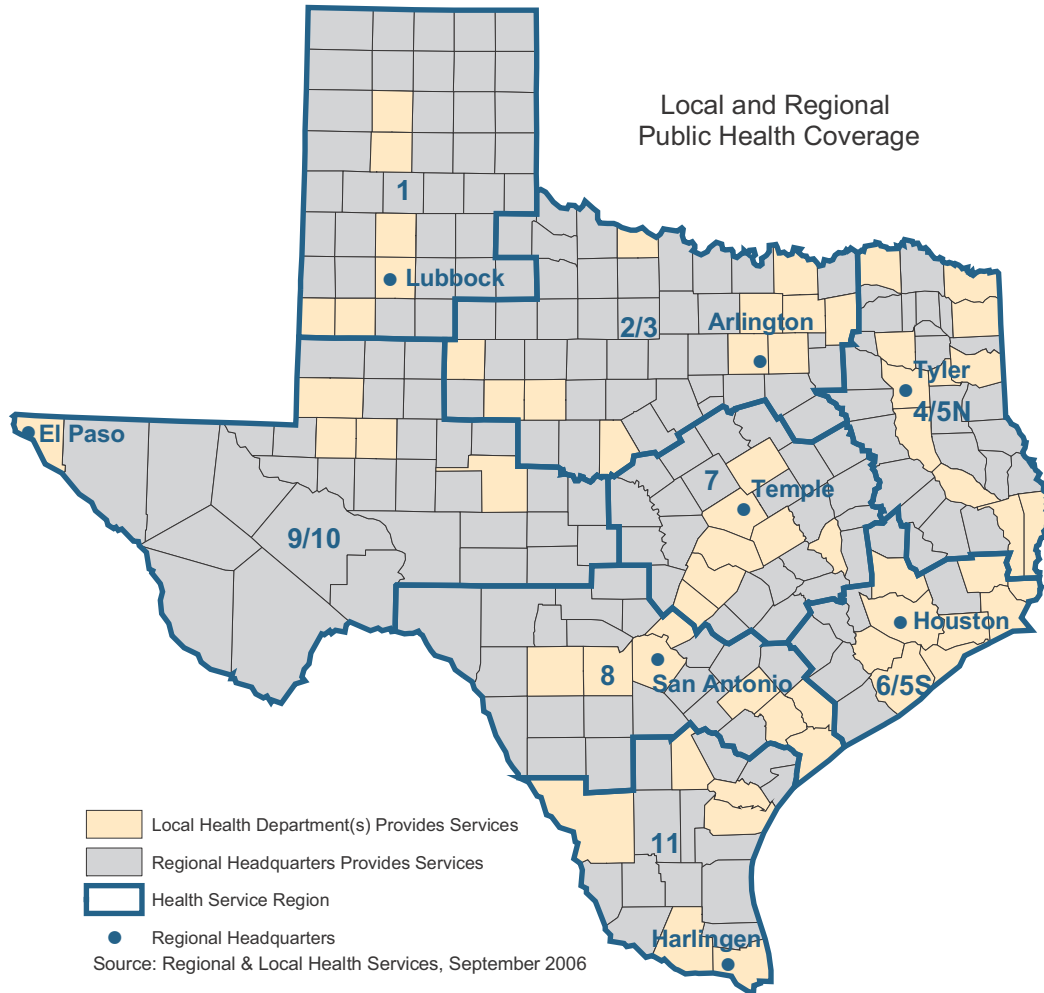 Local and Regional
Public Health Coverage
1
Lubbock
2/3
Arlington
Tyler
4/5N
El Paso
7
Temple
9/10
Houston
8
San Antonio
6/5S
11
Harlingen
Local Health Department(s) Provides Services
Regional Headquarters Provides Services
Health Service Region
Regional Headquarters
Source: Regional & Local Health Services, September 2006